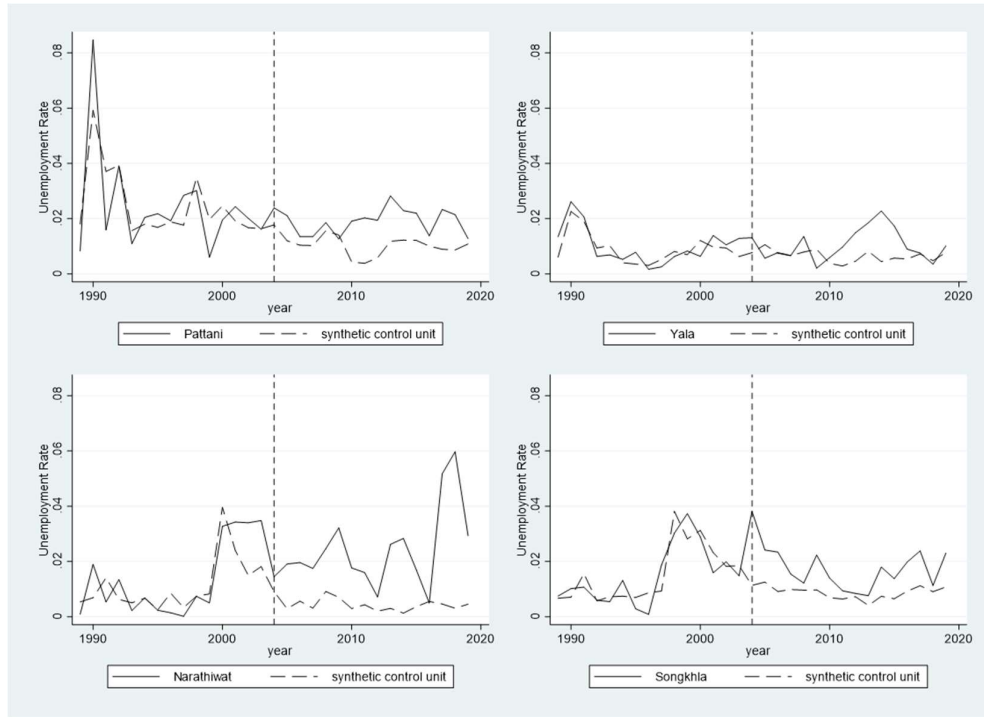 Unemployment Rate
0 .02 .04 .06 .08
1990 2000 2010 2020
year
Pattani synthetic control unit
Unemployment Rate
0 .02 .04 .06 .08
1990 2000 2010 2020
year
Yala synthetic control unit
Unemployment Rate
0 .02 .04 .06 .08
1990 2000 2010 2020
year
Narathiwat synthetic control unit
Unemployment Rate
0 .02 .04 .06 .08
1990 2000 2010 2020
year
Songkhla synthetic control unit